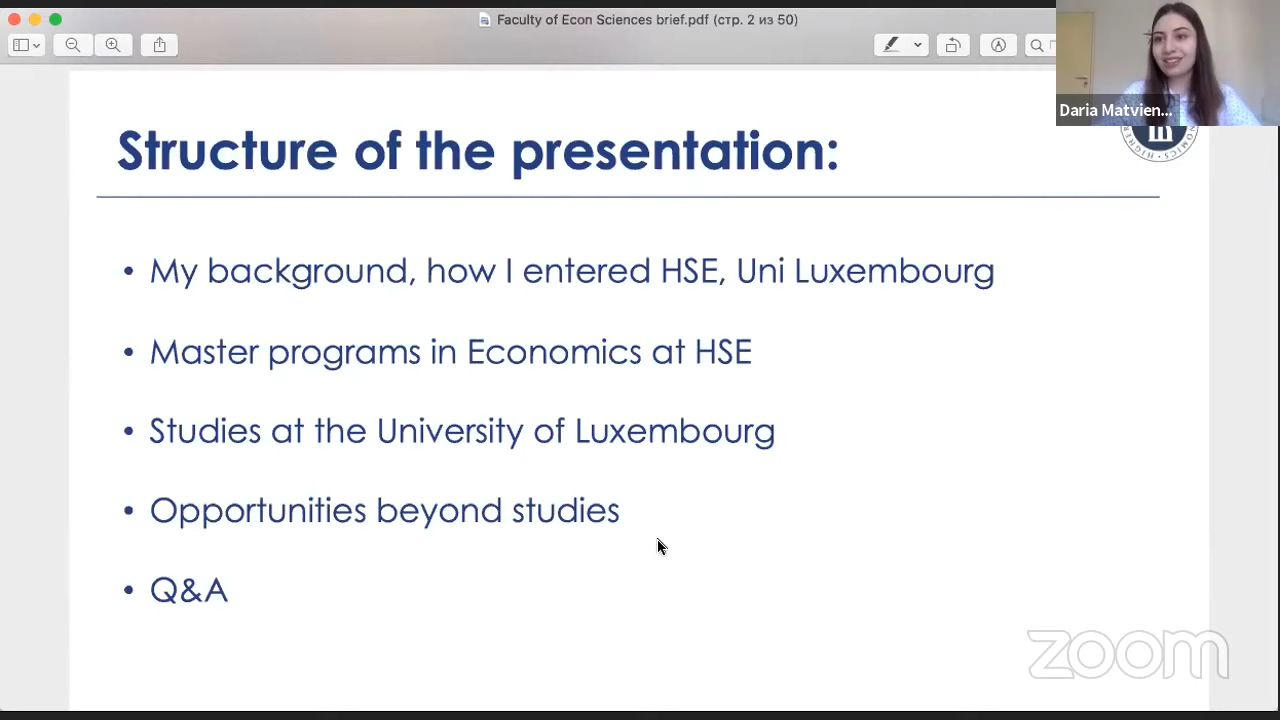 Faculty of Econ Sciences brief.pdf (стр. 2 из 50)
Daria Matvien...
Structure of the presentation:
• My background, how I entered HSE, Uni Luxembourg
• Master programs in Economics at HSE
• Studies at the University of Luxembourg
• Opportunities beyond studies
• Q&A
zoom